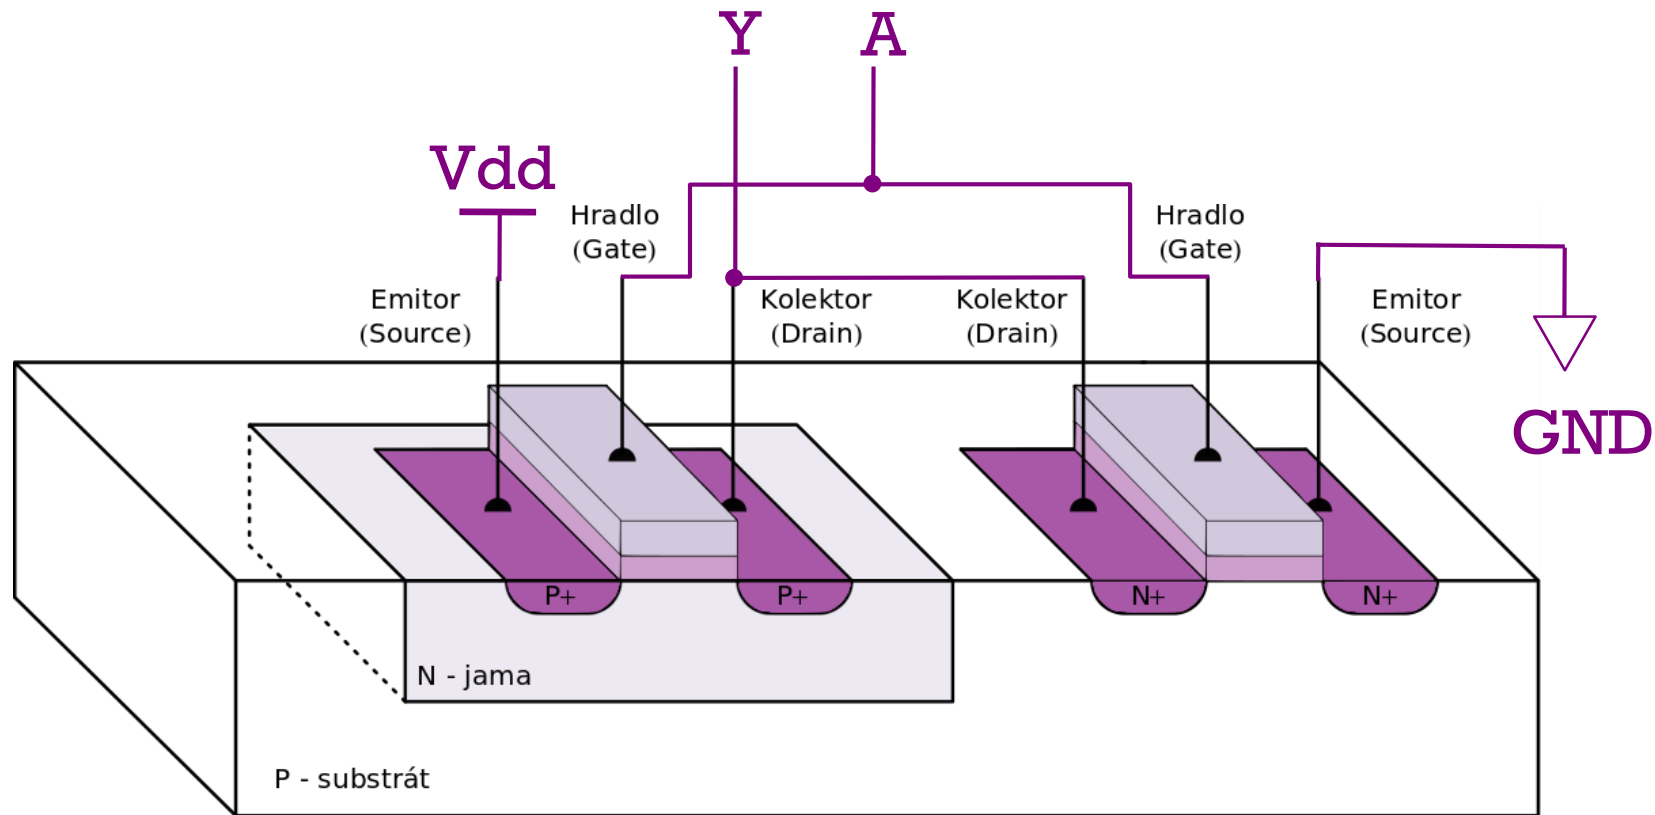 Y
A
Vdd
Hradlo
(Gate)
Hradlo
(Gate)
Emitor
(Source)
Kolektor
(Drain)
Kolektor
(Drain)
Emitor
(Source)
GND
P+
P+
N+
N+
N - jama
P - substrát